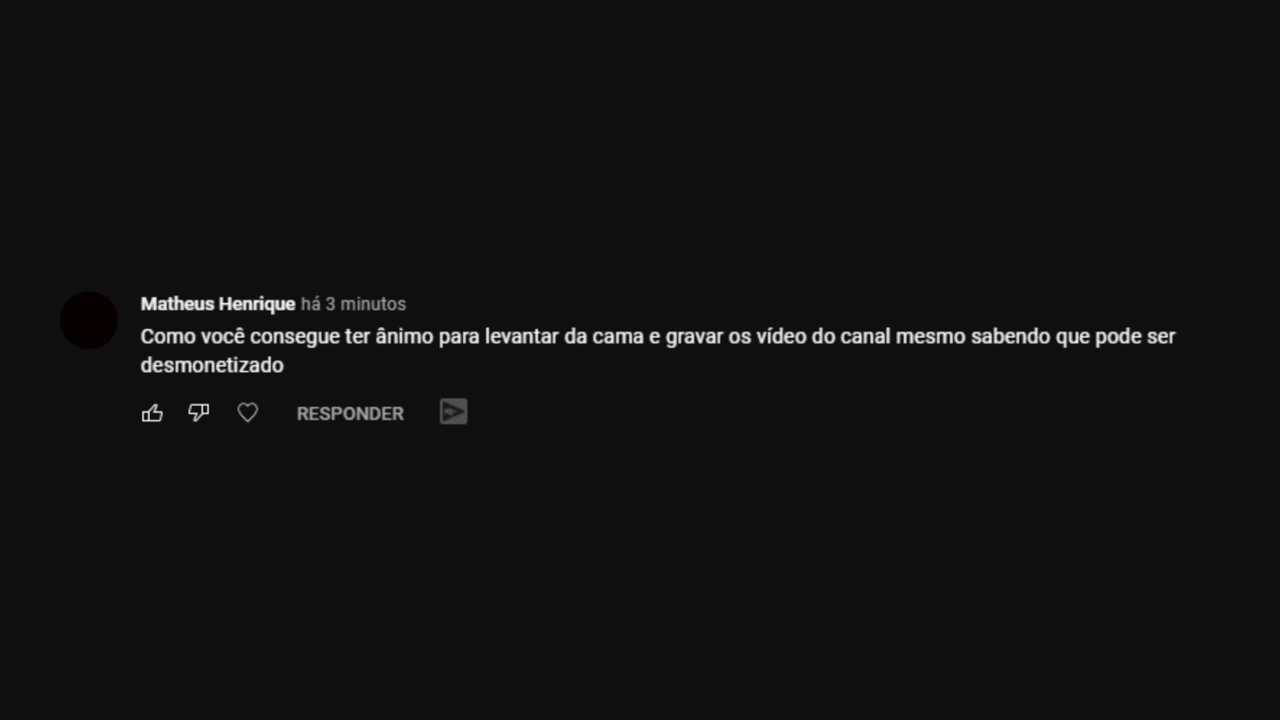 Matheus Henrique há 3 minutos
Como você consegue ter ânimo para levantar da cama e gravar os vídeo do canal mesmo sabendo que pode ser
desmonetizado
RESPONDER